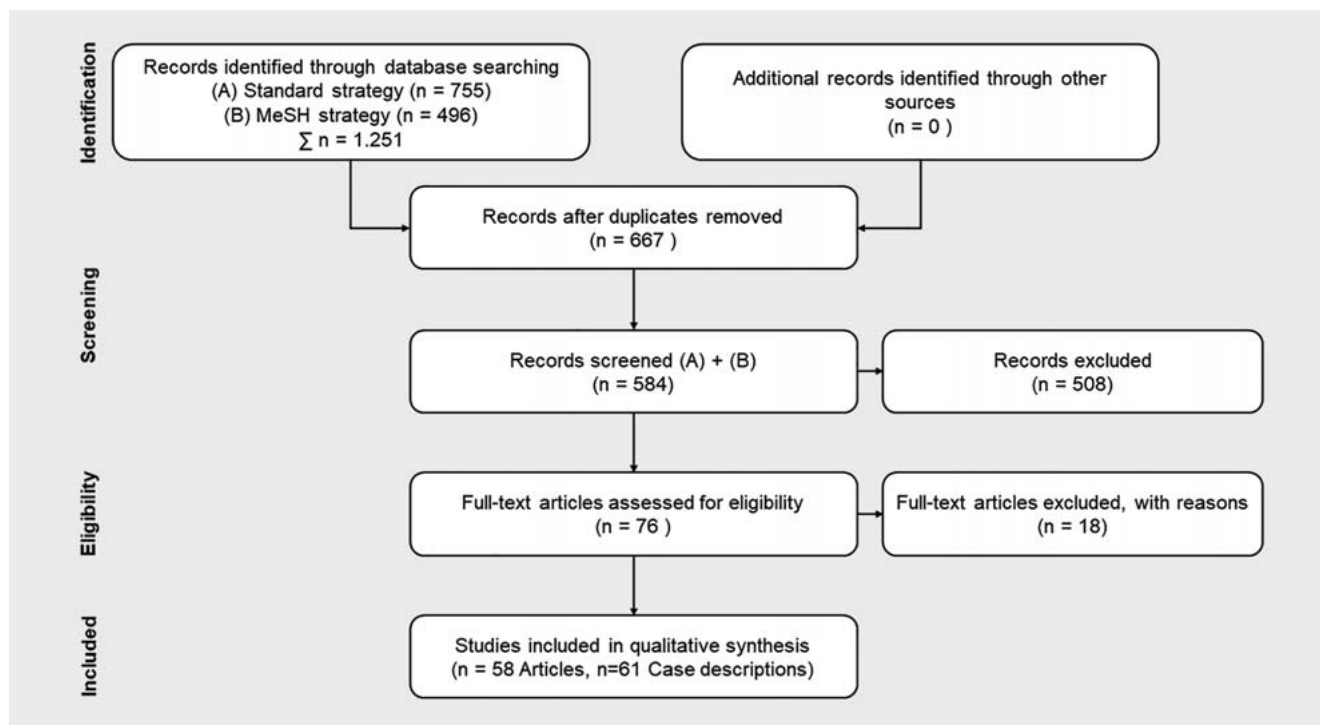 Identification
Records identified through database searching
(A) Standard strategy (n = 755)
(B) MeSH strategy (n = 496)
∑ n = 1.251
Additional records identified through other
sources
(n = 0 )
Records after duplicates removed
(n = 667 )
Screening
Records screened (A) + (B)
(n = 584)
Records excluded
(n = 508)
Eligibility
Full-text articles assessed for eligibility
(n = 76 )
Full-text articles excluded, with reasons
(n = 18)
Included
Studies included in qualitative synthesis
(n = 58 Articles, n=61 Case descriptions)